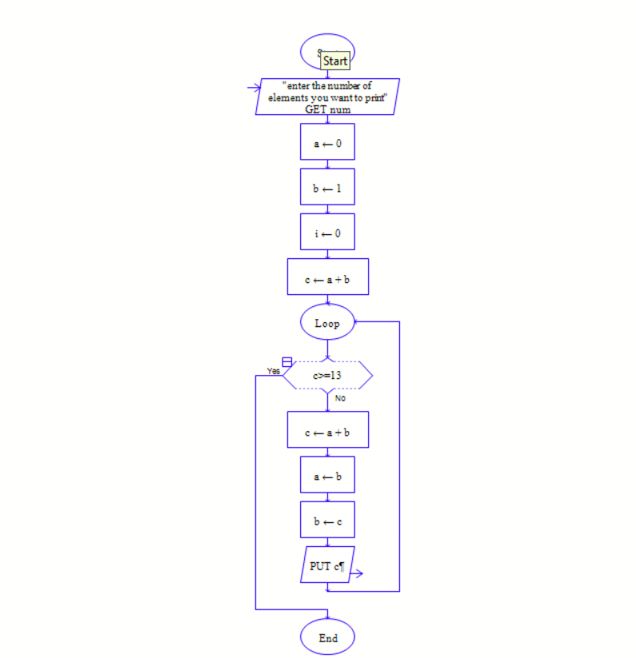 Start
"enter the number of
elements you want to print"
GET num
a ← 0
b ← 1
i ← 0
c ← a + b
Loop
Yes
c>=13
No
c ← a + b
a ← b
b ← c
PUT c¶
End